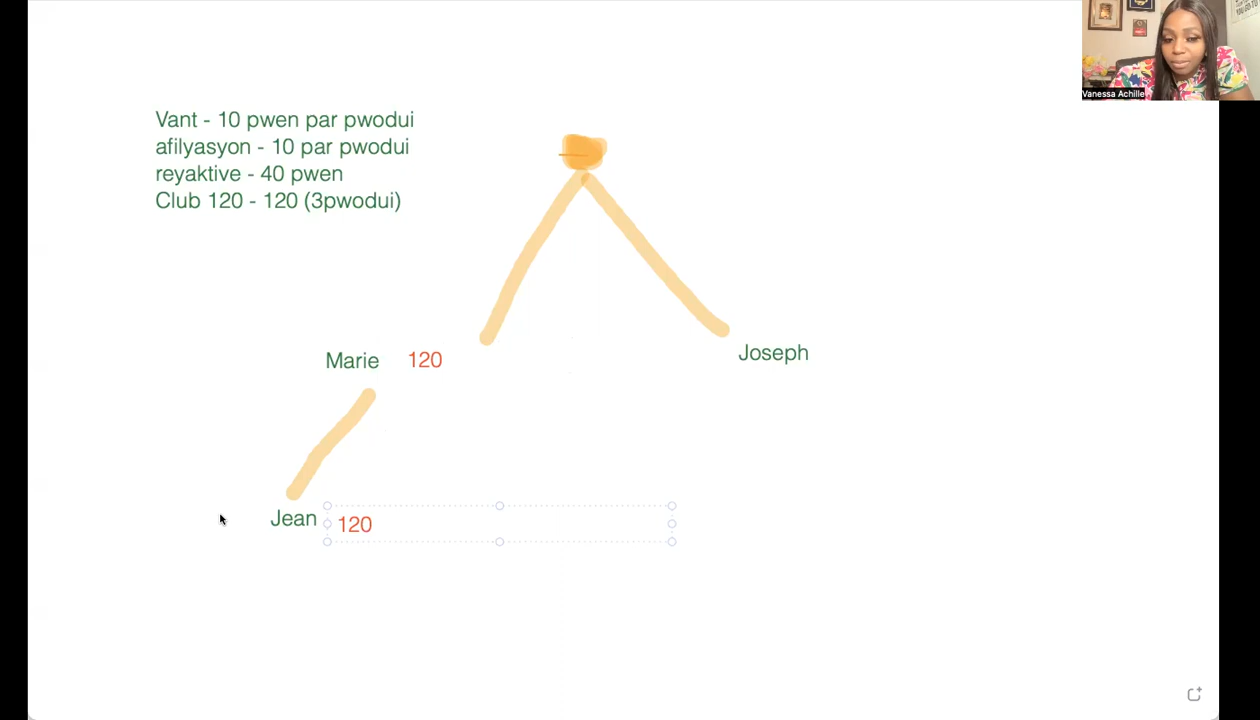 Vanessa Achille
Vant - 10 pwen par pwodui
afilyasyon - 10 par pwodui
reyaktive - 40 pwen
Club 120 - 120 (3pwodui)
Marie 120
Joseph
Jean 120